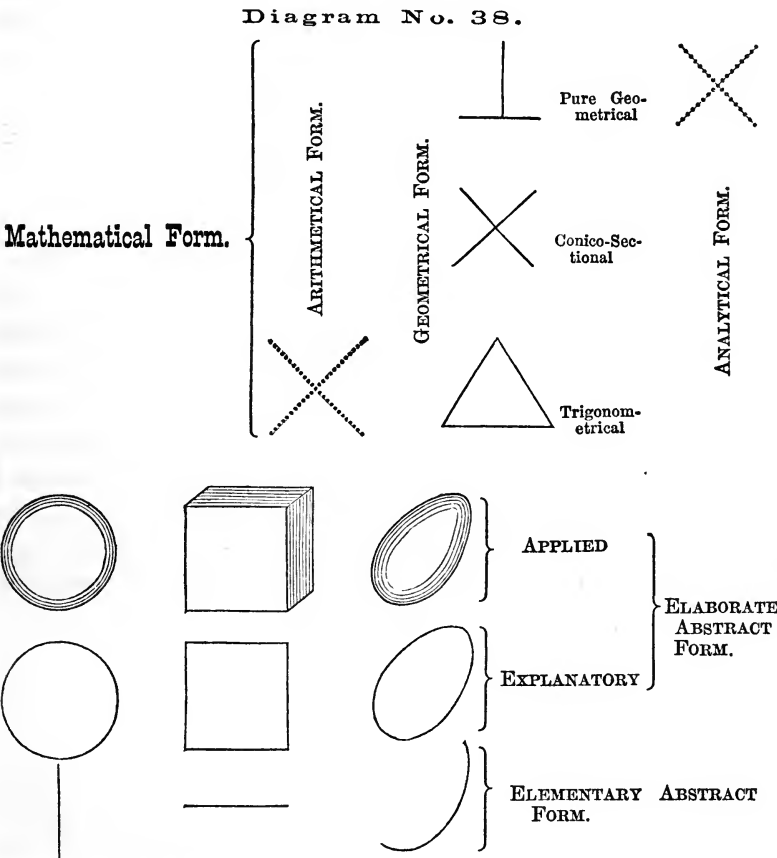 Diagram No. 38.
Mathematical Form.
ARITHMETICAL FORM.
GEOMETRICAL FORM.
Pure Geo-
metrical
Conico-Sec-
tional
Trigonom-
etrical
ANALYTICAL FORM.
APPLIED
EXPLANATORY
ELABORATE
ABSTRACT
FORM.
ELEMENTARY ABSTRACT
FORM.